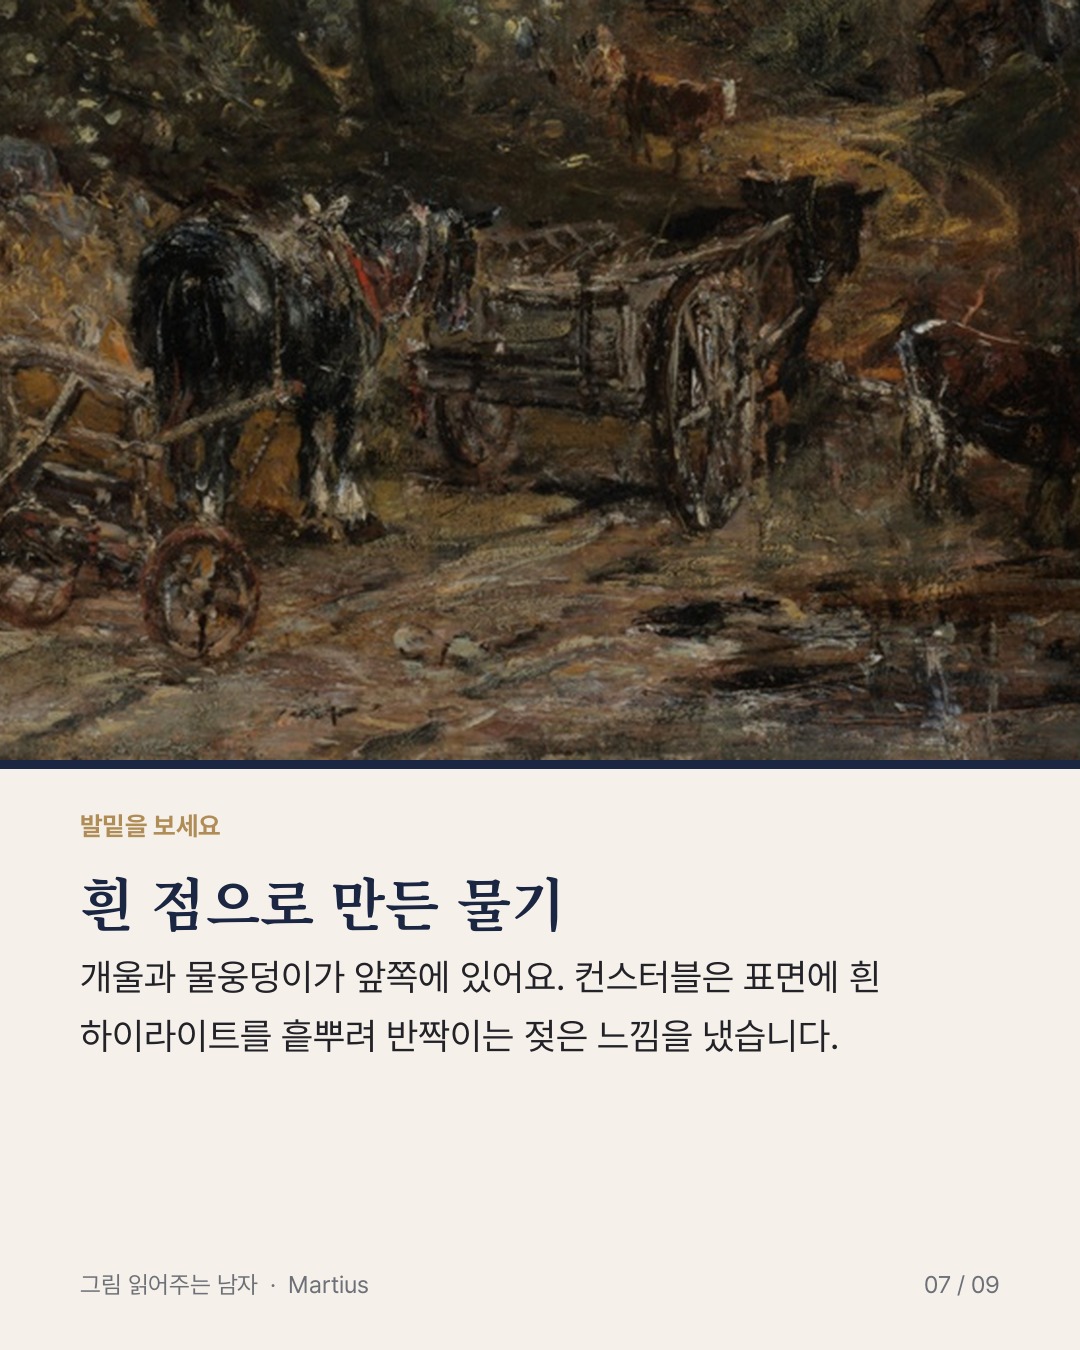 발밑을 보세요
흰 점으로 만든 물기
개울과 물웅덩이가 앞쪽에 있어요. 컨스터블은 표면에 흰
하이라이트를 흩뿌려 반짝이는 젖은 느낌을 냈습니다.
그림 읽어주는 남자 · Martius
07 / 09